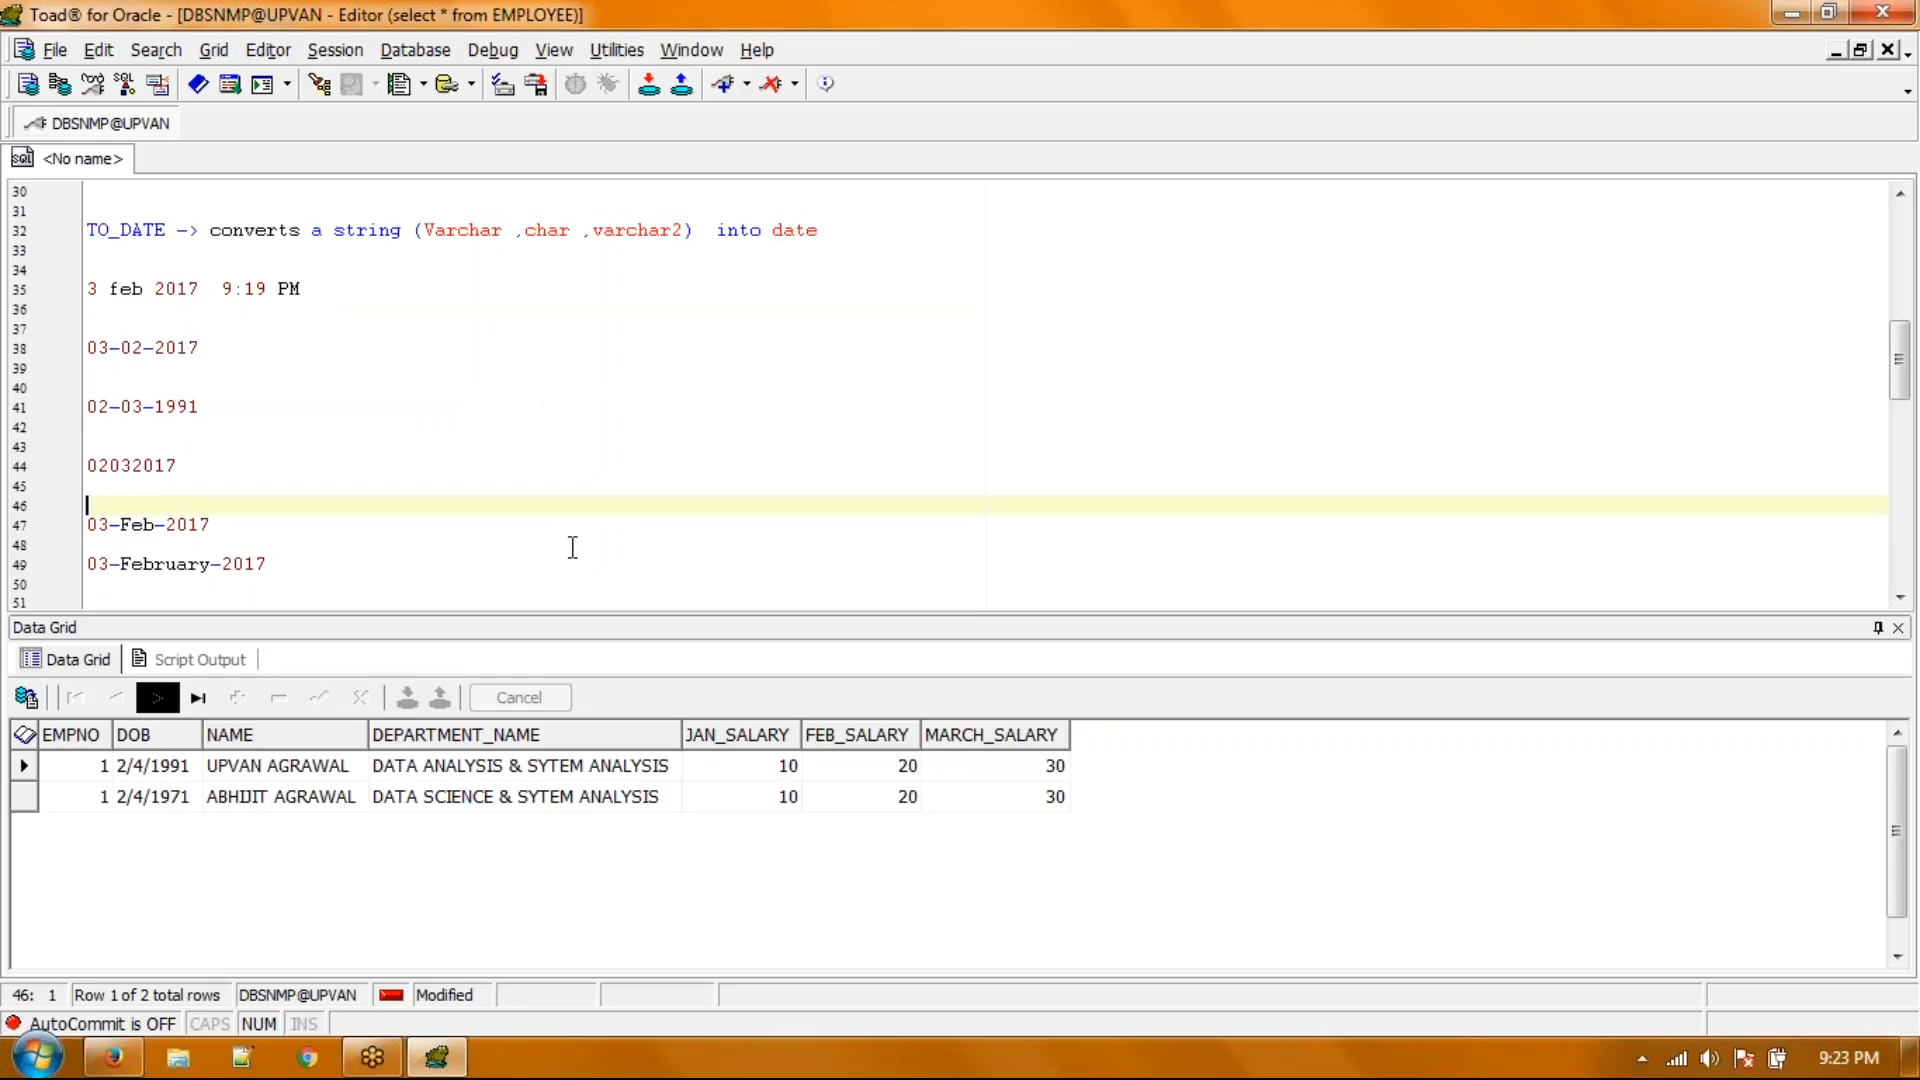 Toad® for Oracle - [DBSNMP@UPVAN - Editor (select * from EMPLOYEE)]
File Edit Search Grid Editor Session Database Debug View Utilities Window Help
DBSNMP@UPVAN
<No name>
30
31
32 TO_DATE -> converts a string (Varchar ,char ,varchar2)  into date
33
34
35 3 feb 2017  9:19 PM
36
37
38 03-02-2017
39
40
41 02-03-1991
42
43
44 02032017
45
46
47 03-Feb-2017
48
49 03-February-2017
50
51
Data Grid
Data Grid Script Output
Cancel
EMPNO DOB NAME DEPARTMENT_NAME JAN_SALARY FEB_SALARY MARCH_SALARY
1 2/4/1991 UPVAN AGRAWAL DATA ANALYSIS & SYTEM ANALYSIS 10 20 30
1 2/4/1971 ABHIJIT AGRAWAL DATA SCIENCE & SYTEM ANALYSIS 10 20 30
46: 1 Row 1 of 2 total rows DBSNMP@UPVAN Modified
AutoCommit is OFF CAPS NUM INS
9:23 PM